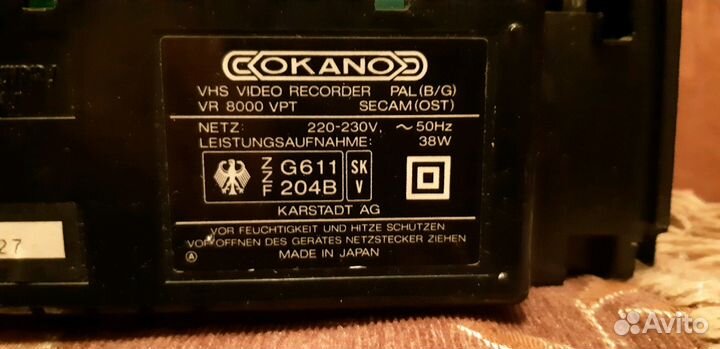 OKANO
VHS VIDEO RECORDER PAL(B/G)
VR 8000 VPT SECAM(OST)
NETZ: 220-230V, ~50Hz
LEISTUNGSAUFNAHME: 38W
ZZF G611 204B SK V
KARSTADT AG
VOR FEUCHTIGKEIT UND HITZE SCHÜTZEN
VOR ÖFFNEN DES GERÄTES NETZSTECKER ZIEHEN
A MADE IN JAPAN
27
Avito